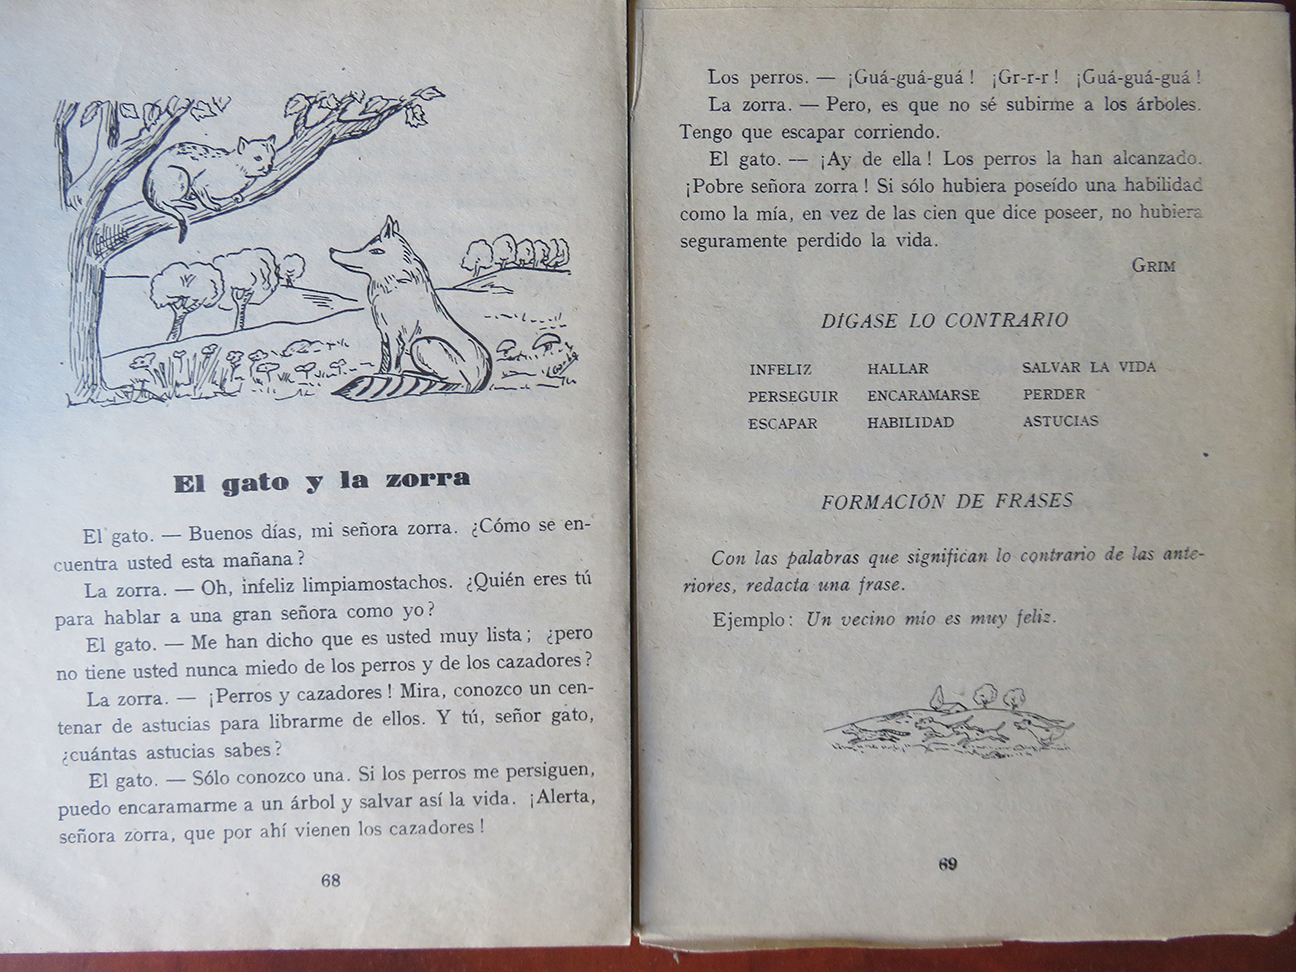 El gato y la zorra
El gato. — Buenos días, mi señora zorra. ¿Cómo se en-
cuentra usted esta mañana?
La zorra. — Oh, infeliz limpiamostachos. ¿Quién eres tú
para hablar a una gran señora como yo?
El gato. — Me han dicho que es usted muy lista; ¿pero
no tiene usted nunca miedo de los perros y de los cazadores?
La zorra. — ¡Perros y cazadores! Mira, conozco un cen-
tenar de astucias para librarme de ellos. Y tú, señor gato,
¿cuántas astucias sabes?
El gato. — Sólo conozco una. Si los perros me persiguen,
puedo encaramarme a un árbol y salvar así la vida. ¡Alerta,
señora zorra, que por ahí vienen los cazadores!
68
Los perros. — ¡Guá-guá-guá! ¡Gr-r-r! ¡Guá-guá-guá!
La zorra. — Pero, es que no sé subirme a los árboles.
Tengo que escapar corriendo.
El gato. — ¡Ay de ella! Los perros la han alcanzado.
¡Pobre señora zorra! Si sólo hubiera poseído una habilidad
como la mía, en vez de las cien que dice poseer, no hubiera
seguramente perdido la vida.
GRIM
DÍGASE LO CONTRARIO
INFELIZ HALLAR SALVAR LA VIDA
PERSEGUIR ENCARAMARSE PERDER
ESCAPAR HABILIDAD ASTUCIAS
FORMACIÓN DE FRASES
Con las palabras que significan lo contrario de las ante-
riores, redacta una frase.
Ejemplo: Un vecino mío es muy feliz.
69